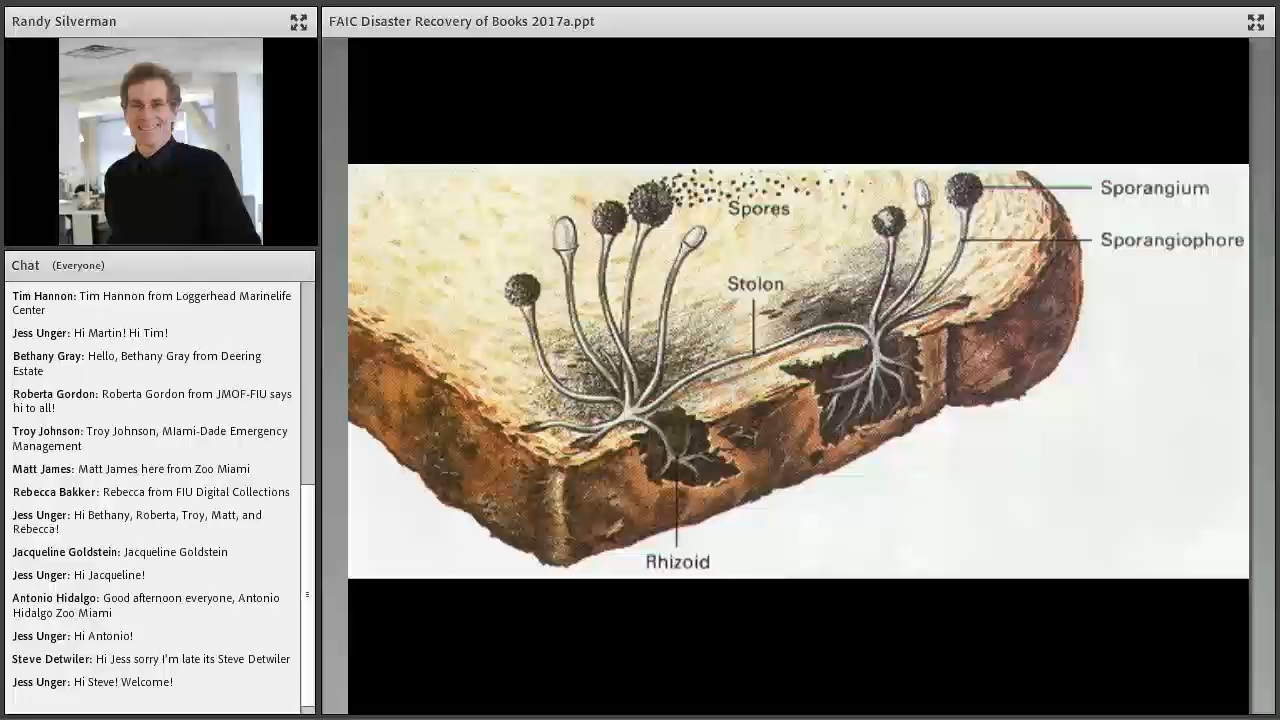 Randy Silverman
FAIC Disaster Recovery of Books 2017a.ppt
Chat (Everyone)
Tim Hannon: Tim Hannon from Loggerhead Marinelife
Center
Jess Unger: Hi Martin! Hi Tim!
Bethany Gray: Hello, Bethany Gray from Deering
Estate
Roberta Gordon: Roberta Gordon from JMOF-FIU says
hi to all!
Troy Johnson: Troy Johnson, MIami-Dade Emergency
Management
Matt James: Matt James here from Zoo Miami
Rebecca Bakker: Rebecca from FIU Digital Collections
Jess Unger: Hi Bethany, Roberta, Troy, Matt, and
Rebecca!
Jacqueline Goldstein: Jacqueline Goldstein
Jess Unger: Hi Jacqueline!
Antonio Hidalgo: Good afternoon everyone, Antonio
Hidalgo Zoo Miami
Jess Unger: Hi Antonio!
Steve Detwiler: Hi Jess sorry I'm late its Steve Detwiler
Jess Unger: Hi Steve! Welcome!
Sporangium
Spores
Sporangiophore
Stolon
Rhizoid